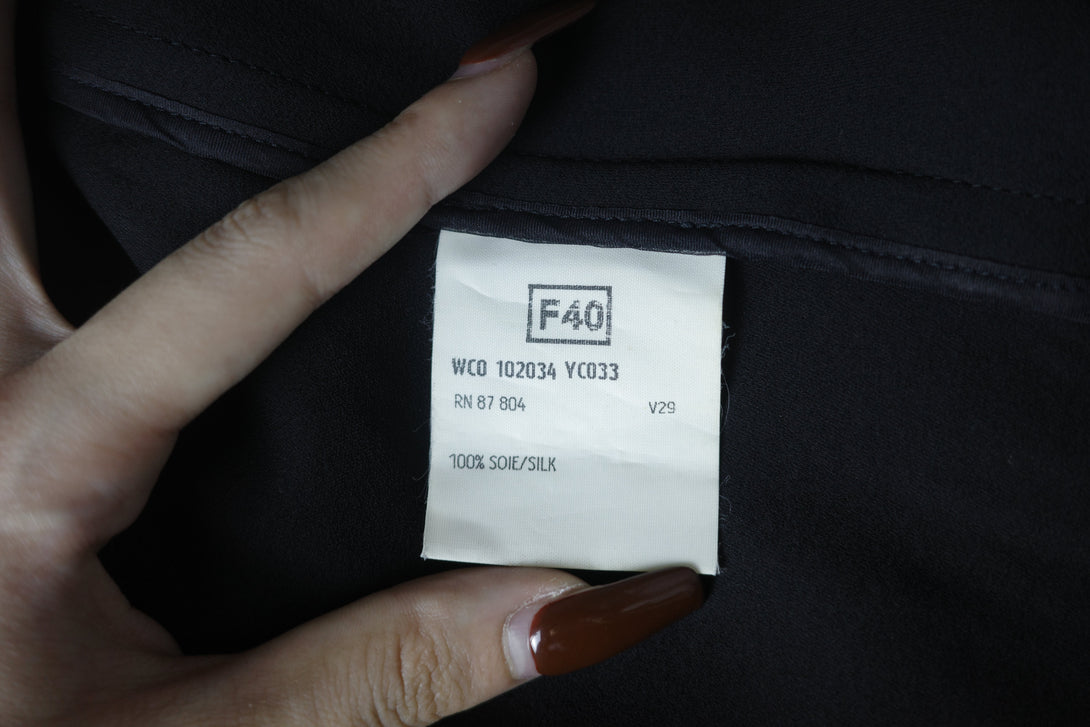 F40
WCO 102034 YC033
RN 87 804 V29
100% SOIE/SILK